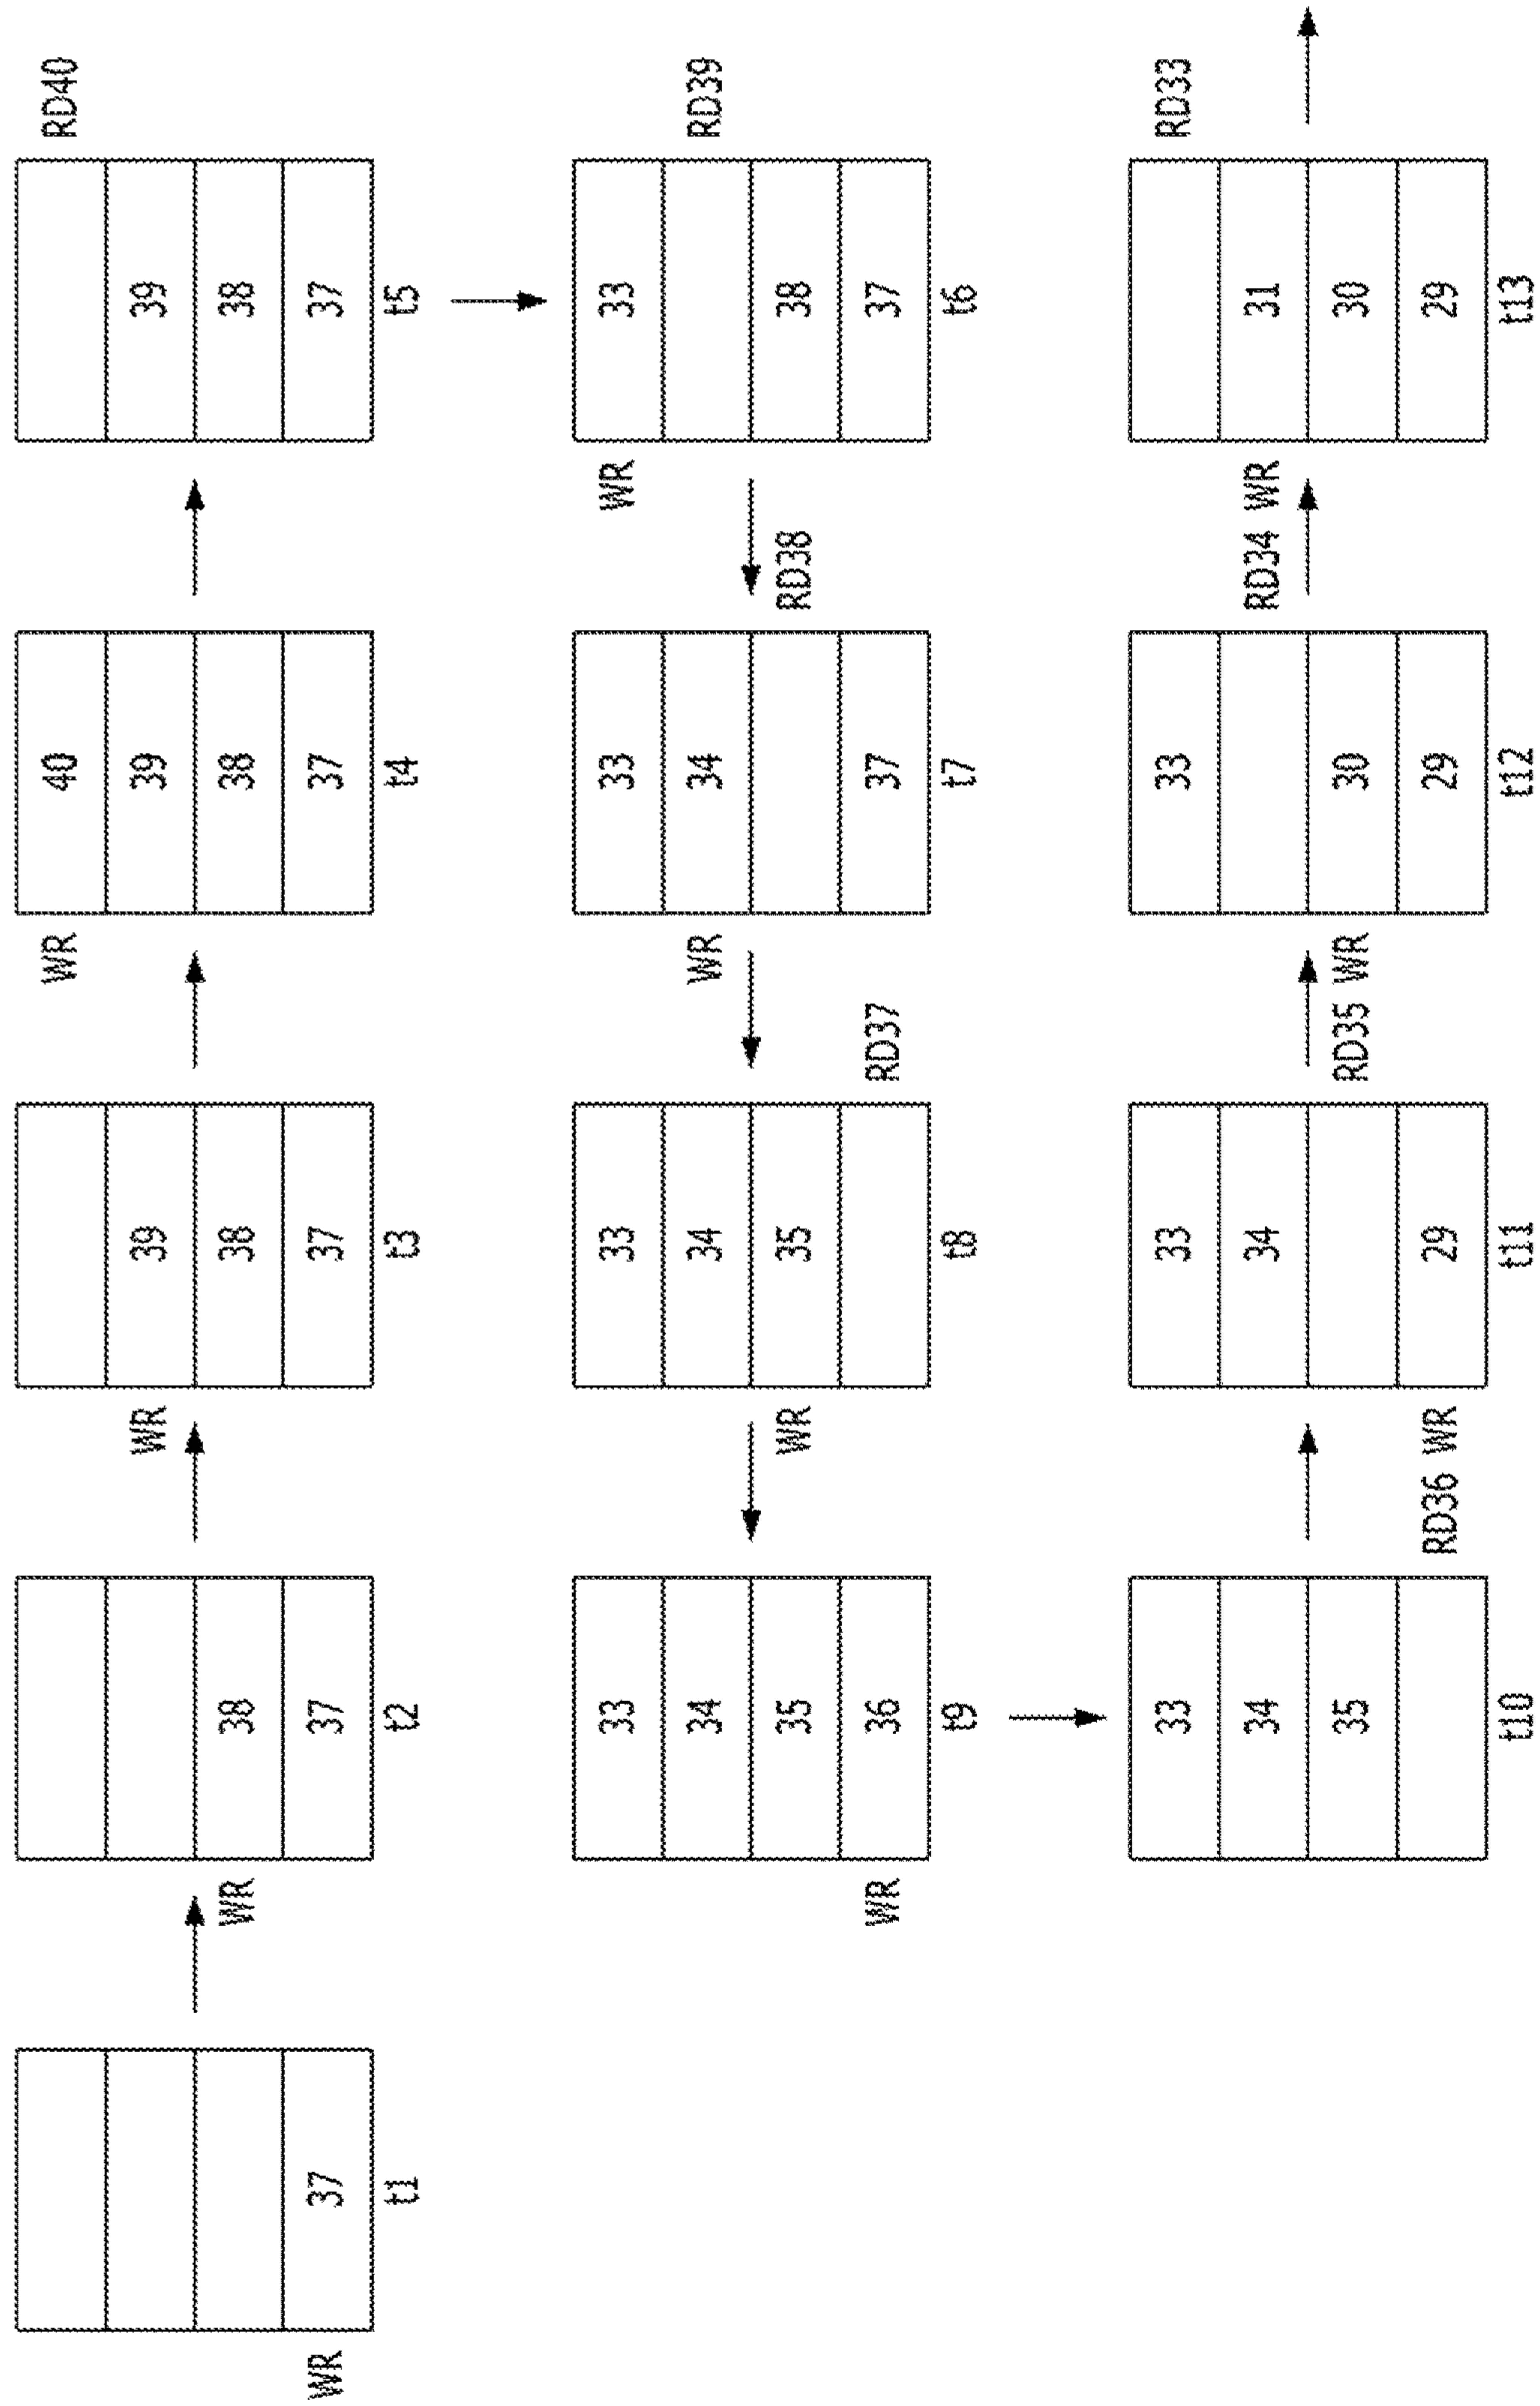 WR 40 RD40
WR 39 39 39
WR 38 38 38 38
WR 37 37 37 37 37
t1 t2 t3 t4 t5
33 33 33 WR 33
34 34 WR 34 RD39
35 WR 35 RD38 38
WR 36 RD37 37 37
t9 t8 t7 t6
33 33 33 RD33
34 34 RD34 WR 31
35 RD35 WR 30 30
RD36 WR 29 29 29
t10 t11 t12 t13